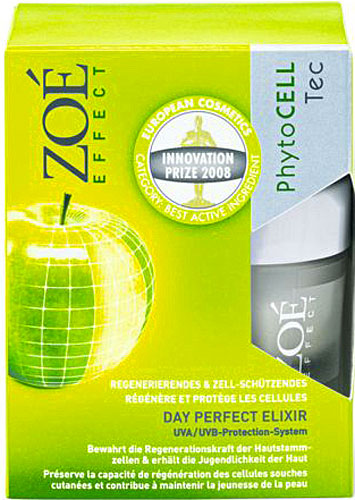 ZOÉ
EFFECT
EUROPEAN COSMETICS
INNOVATION
PRIZE 2008
CATEGORY: BEST ACTIVE INGREDIENT
PhytoCELL
Tec
ZOÉ
EFFECT
REGENERIERENDES & ZELL-SCHÜTZENDES
RÉGÉNÈRE ET PROTÈGE LES CELLULES
DAY PERFECT ELIXIR
UVA/UVB-Protection-System
Bewahrt die Regenerationskraft der Hautstamm-
zellen & erhält die Jugendlichkeit der Haut
Préserve la capacité de régénération des cellules souches
cutanées et contribue à maintenir la jeunesse de la peau